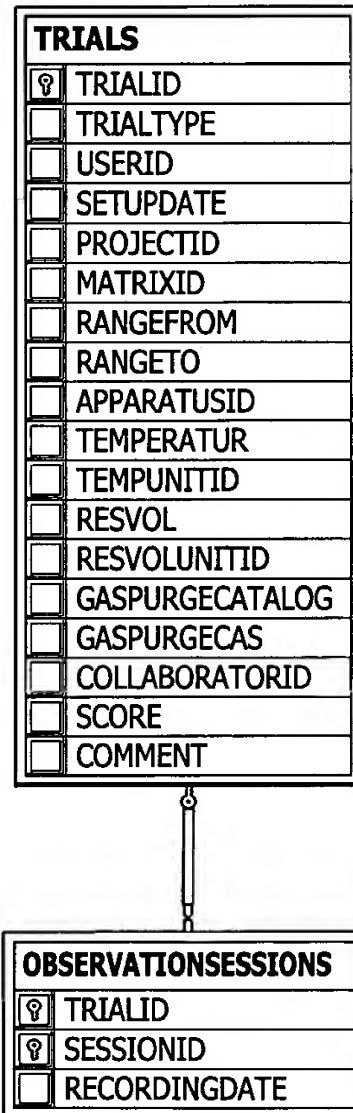 TRIALS
TRIALID
TRIALTYPE
USERID
SETUPDATE
PROJECTID
MATRIXID
RANGEFROM
RANGETO
APPARATUSID
TEMPERATUR
TEMPUNITID
RESVOL
RESVOLUNITID
GASPURGECATALOG
GASPURGECAS
COLLABORATORID
SCORE
COMMENT
OBSERVATIONSESSIONS
TRIALID
SESSIONID
RECORDINGDATE